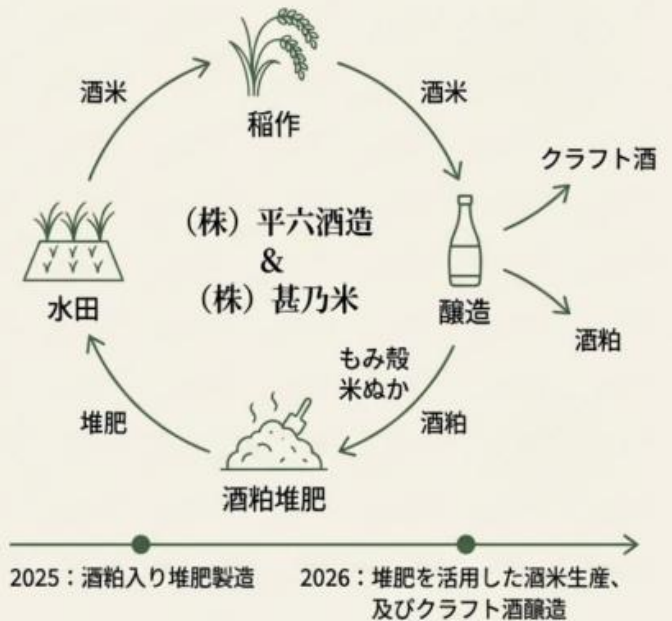 酒米
稲作
酒米
クラフト酒
（株）平六酒造
&
（株）甚乃米
水田
醸造
酒粕
もみ殻
米ぬか
堆肥
酒粕
酒粕堆肥
2025：酒粕入り堆肥製造
2026：堆肥を活用した酒米生産、
及びクラフト酒醸造